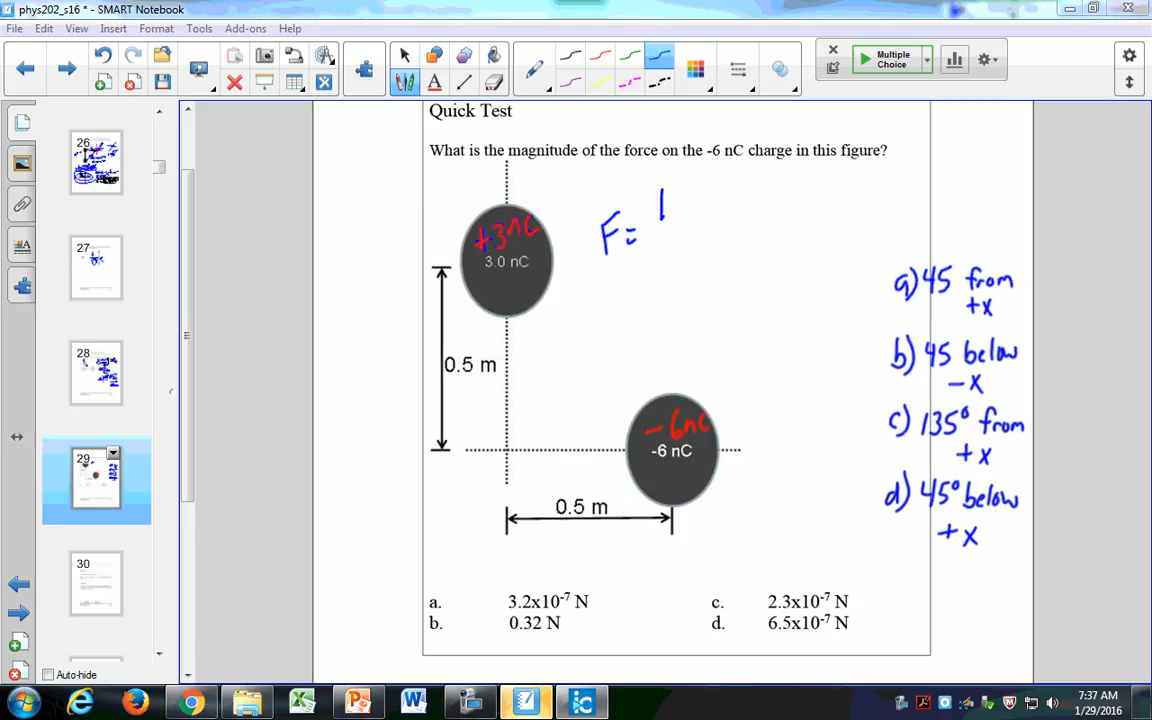 phys202_s16 * - SMART Notebook
File Edit View Insert Format Tools Add-ons Help
Multiple
Choice
Quick Test
What is the magnitude of the force on the -6 nC charge in this figure?
26
27
28
29
30
+3nC
3.0 nC
F=
0.5 m
-6nC
-6 nC
0.5 m
a) 45 from
+x
b) 45 below
-x
c) 135° from
+x
d) 45° below
+x
a. 3.2x10⁻⁷ N c. 2.3x10⁻⁷ N
b. 0.32 N d. 6.5x10⁻⁷ N
Auto-hide
7:37 AM
1/29/2016